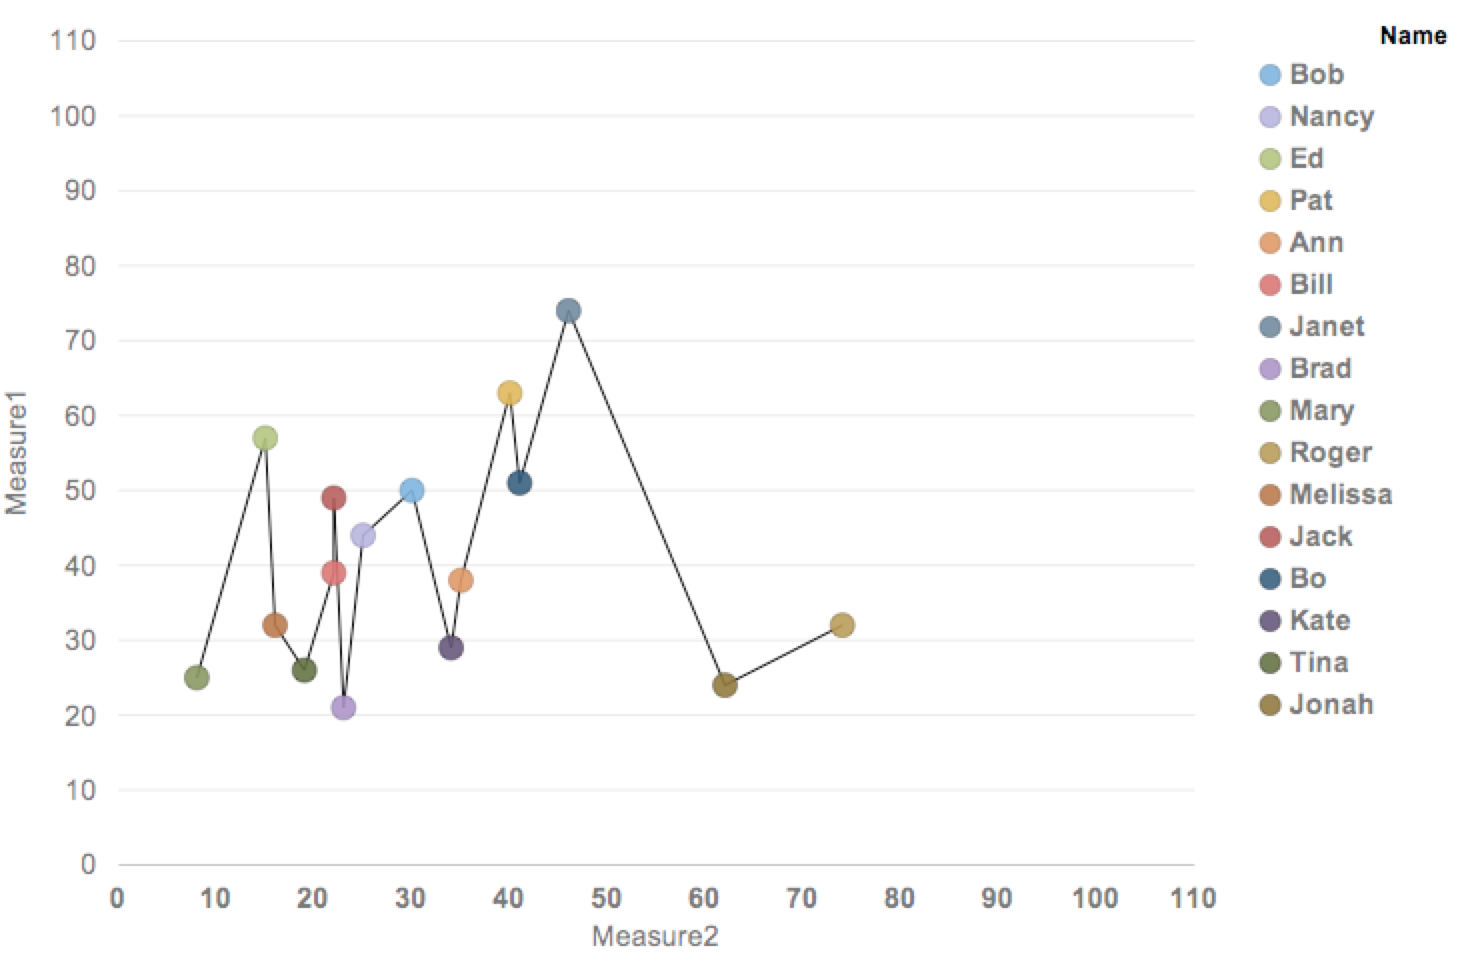 110
100
90
80
70
60
50
40
30
20
10
0
Measure1
0 10 20 30 40 50 60 70 80 90 100 110
Measure2
Name
Bob
Nancy
Ed
Pat
Ann
Bill
Janet
Brad
Mary
Roger
Melissa
Jack
Bo
Kate
Tina
Jonah